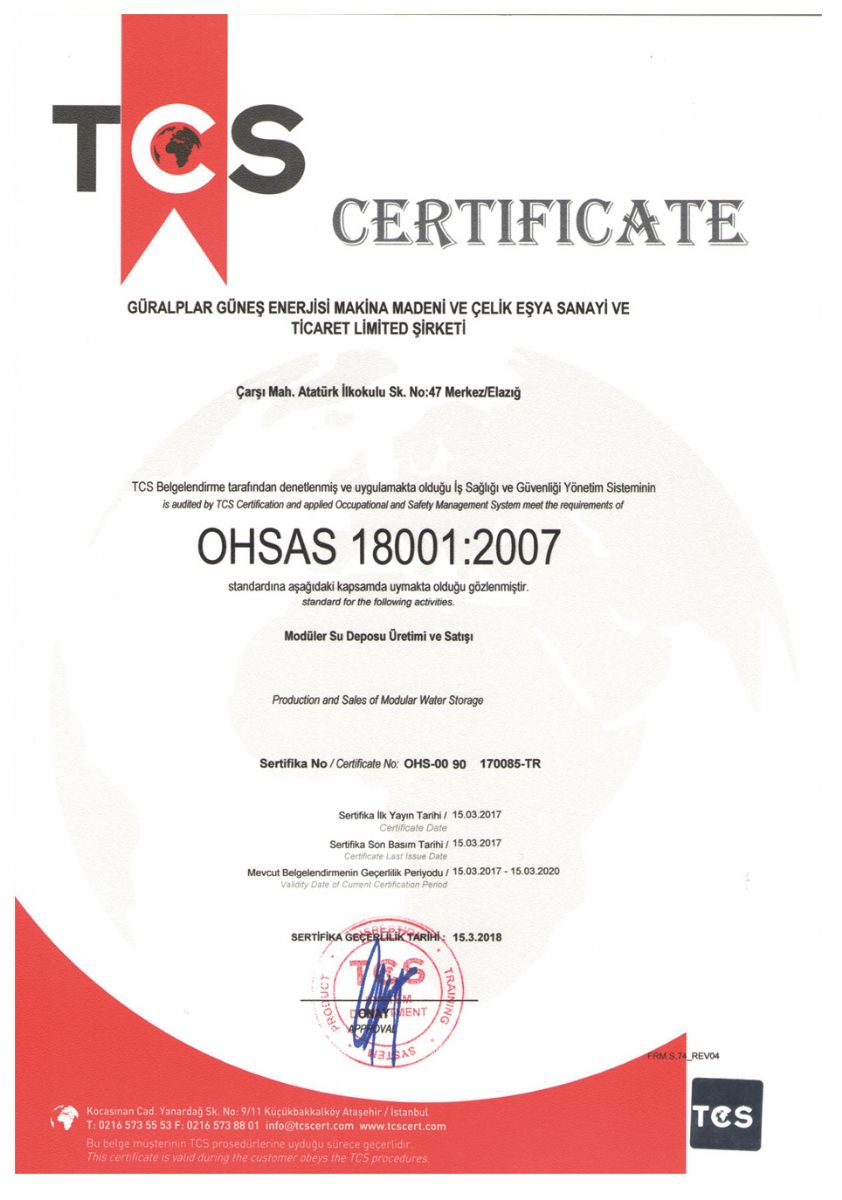 TCS
CERTIFICATE
GÜRALPLAR GÜNEŞ ENERJİSİ MAKİNA MADENİ VE ÇELİK EŞYA SANAYİ VE
TİCARET LİMİTED ŞİRKETİ
Çarşı Mah. Atatürk İlkokulu Sk. No:47 Merkez/Elazığ
TCS Belgelendirme tarafından denetlenmiş ve uygulamakta olduğu İş Sağlığı ve Güvenliği Yönetim Sisteminin
is audited by TCS Certification and applied Occupational and Safety Management System meet the requirements of
OHSAS 18001:2007
standardına aşağıdaki kapsamda uymakta olduğu gözlenmiştir.
standard for the following activities.
Modüler Su Deposu Üretimi ve Satışı
Production and Sales of Modular Water Storage
Sertifika No / Certificate No: OHS-00 90 170085-TR
Sertifika İlk Yayın Tarihi / 15.03.2017
Certificate Date
Sertifika Son Basım Tarihi / 15.03.2017
Certificate Last Issue Date
Mevcut Belgelendirmenin Geçerlilik Periyodu / 15.03.2017 - 15.03.2020
Validity Date of Current Certification Period
SERTİFİKA GEÇERLİLİK TARİHİ : 15.3.2018
INSPECTION
TRAINING
SYSTEM
PRODUCT
TCS
ONAY
APPROVAL
FRM.S.74_REV04
TCS
Kocasinan Cad. Yanardağ Sk. No: 9/11 Küçükbakkalköy Ataşehir / İstanbul
T: 0216 573 55 53 F: 0216 573 88 01 info@tcscert.com www.tcscert.com
Bu belge müşterinin TCS prosedürlerine uyduğu sürece geçerlidir.
This certificate is valid during the customer obeys the TCS procedures.